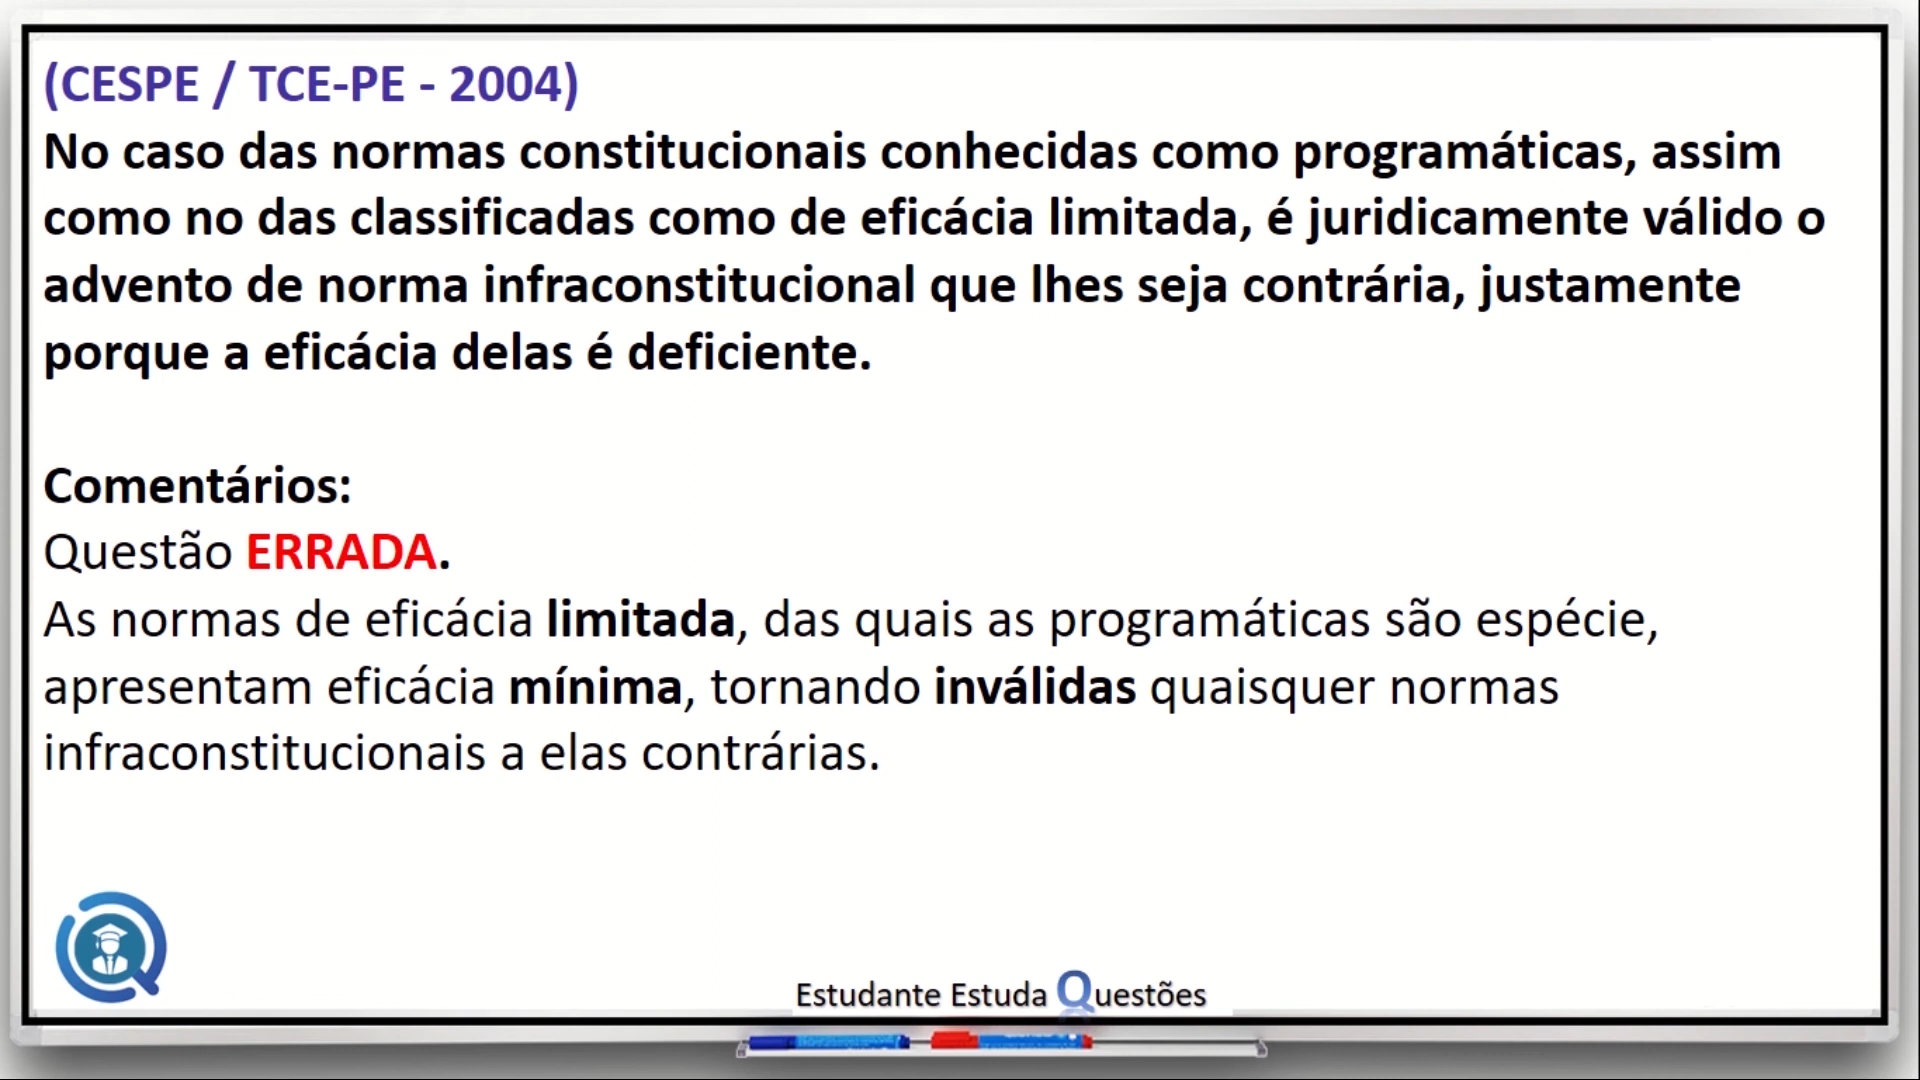 (CESPE / TCE-PE - 2004)
No caso das normas constitucionais conhecidas como programáticas, assim
como no das classificadas como de eficácia limitada, é juridicamente válido o
advento de norma infraconstitucional que lhes seja contrária, justamente
porque a eficácia delas é deficiente.
Comentários:
Questão ERRADA.
As normas de eficácia limitada, das quais as programáticas são espécie,
apresentam eficácia mínima, tornando inválidas quaisquer normas
infraconstitucionais a elas contrárias.
Estudante Estuda Questões